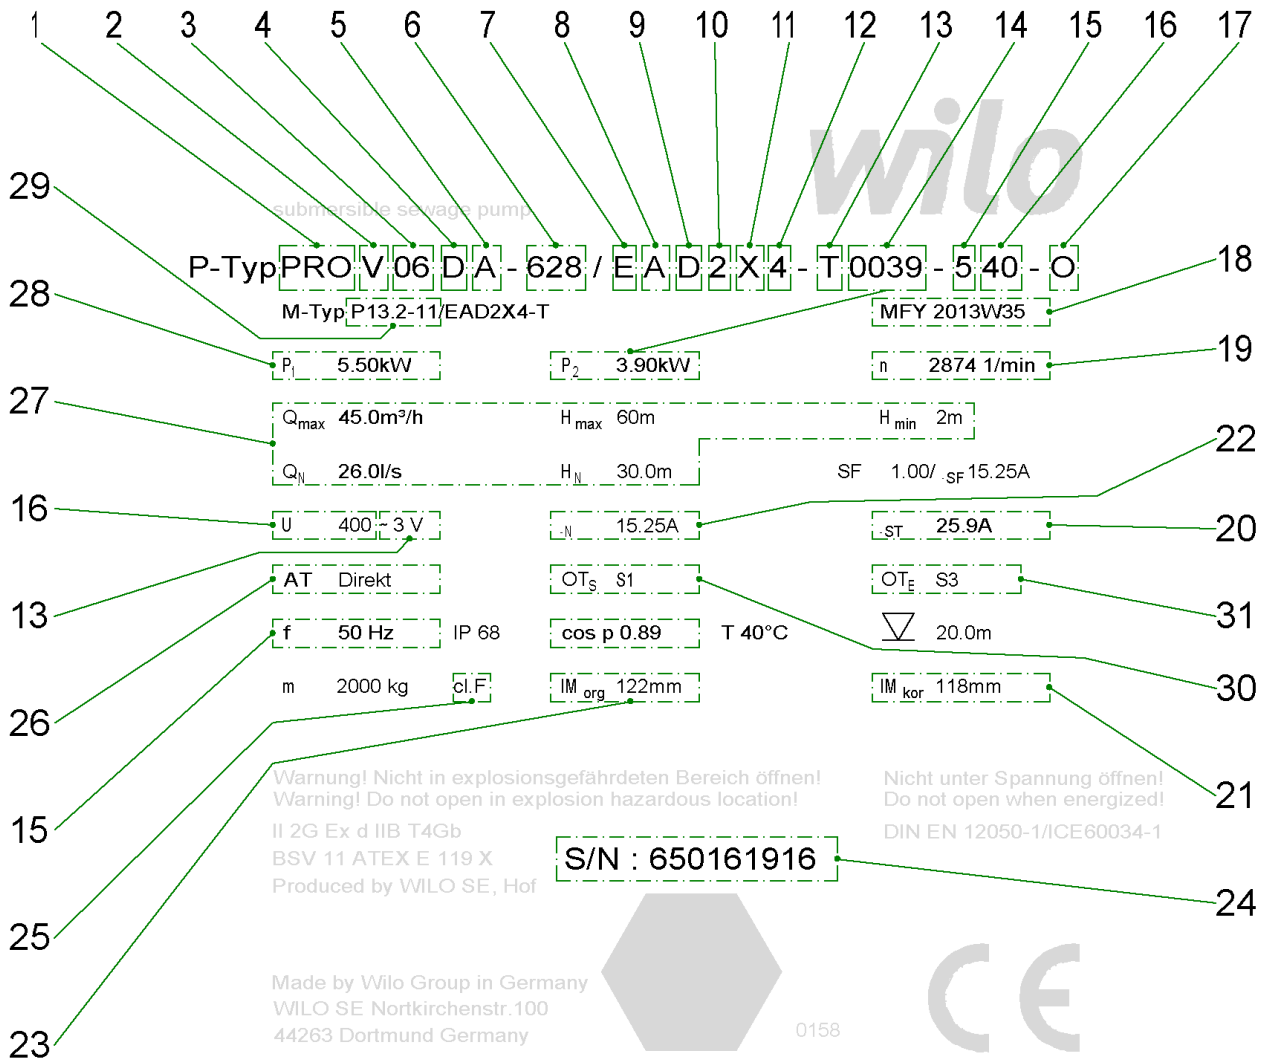 1 2 3 4 5 6 7 8 9 10 11 12 13 14 15 16 17
wilo
29
submersible sewage pump
P-Typ PRO V 06 D A - 628 / E A D 2 X 4 - T 0039 - 5 40 - O
18
28
M-Typ P13.2-11/EAD2X4-T MFY 2013W35
P1 5.50kW P2 3.90kW n 2874 1/min
19
27
Qmax 45.0m³/h Hmax 60m Hmin 2m
22
QN 26.0l/s HN 30.0m SF 1.00/ SF 15.25A
16
U 400 ~ 3 V N 15.25A ST 25.9A
20
AT Direkt OTS S1 OTE S3
13
31
f 50 Hz IP 68 cos p 0.89 T 40°C 20.0m
m 2000 kg cl.F IM org 122mm IM kor 118mm
30
26
Warnung! Nicht in explosionsgefährdeten Bereich öffnen! Nicht unter Spannung öffnen!
Warning! Do not open in explosion hazardous location! Do not open when energized!
21
15
II 2G Ex d IIB T4Gb DIN EN 12050-1/ICE60034-1
BSV 11 ATEX E 119 X
S/N : 650161916
Produced by WILO SE, Hof
24
25
Made by Wilo Group in Germany
WILO SE Nortkirchenstr.100
44263 Dortmund Germany
0158
CE
23